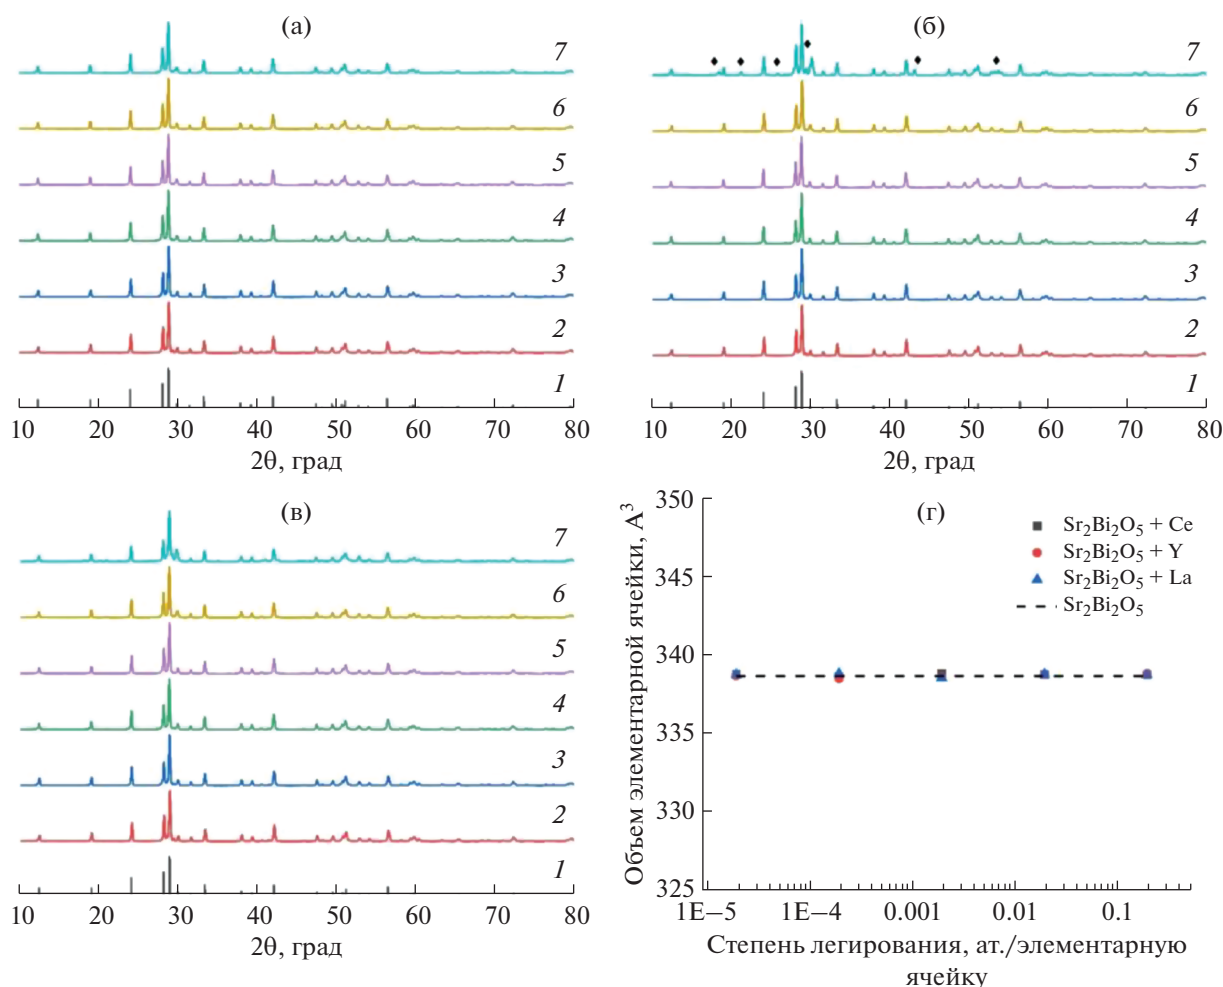 (а)
7
6
5
4
3
2
1
10 20 30 40 50 60 70 80
2θ, град
(б)
7
6
5
4
3
2
1
10 20 30 40 50 60 70 80
2θ, град
(в)
7
6
5
4
3
2
1
10 20 30 40 50 60 70 80
2θ, град
(г)
Объем элементарной ячейки, А³
350
345
340
335
330
325
Sr₂Bi₂O₅ + Ce
Sr₂Bi₂O₅ + Y
Sr₂Bi₂O₅ + La
Sr₂Bi₂O₅
1E−5 1E−4 0.001 0.01 0.1
Степень легирования, ат./элементарную
ячейку